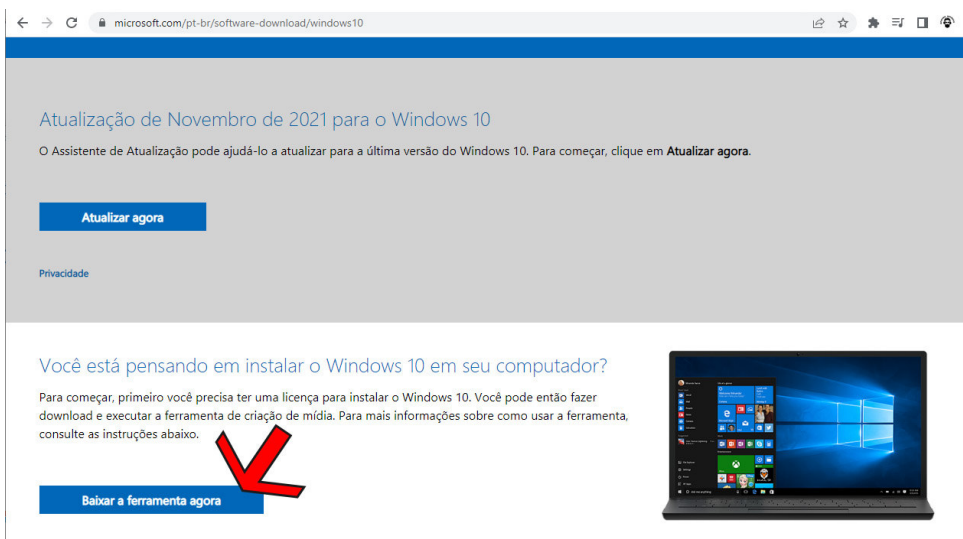 microsoft.com/pt-br/software-download/windows10
Atualização de Novembro de 2021 para o Windows 10
O Assistente de Atualização pode ajudá-lo a atualizar para a última versão do Windows 10. Para começar, clique em Atualizar agora.
Atualizar agora
Privacidade
Você está pensando em instalar o Windows 10 em seu computador?
Para começar, primeiro você precisa ter uma licença para instalar o Windows 10. Você pode então fazer
download e executar a ferramenta de criação de mídia. Para mais informações sobre como usar a ferramenta,
consulte as instruções abaixo.
Baixar a ferramenta agora